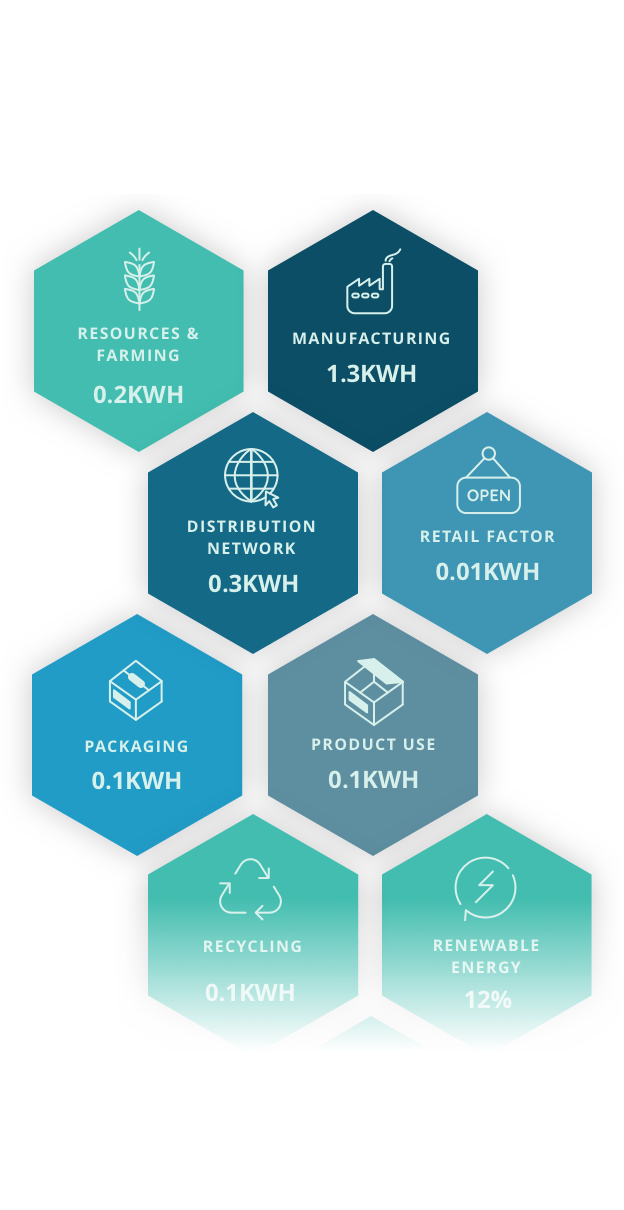 RESOURCES &
FARMING
0.2KWH
MANUFACTURING
1.3KWH
DISTRIBUTION
NETWORK
0.3KWH
OPEN
RETAIL FACTOR
0.01KWH
PACKAGING
0.1KWH
PRODUCT USE
0.1KWH
RECYCLING
0.1KWH
RENEWABLE
ENERGY
12%